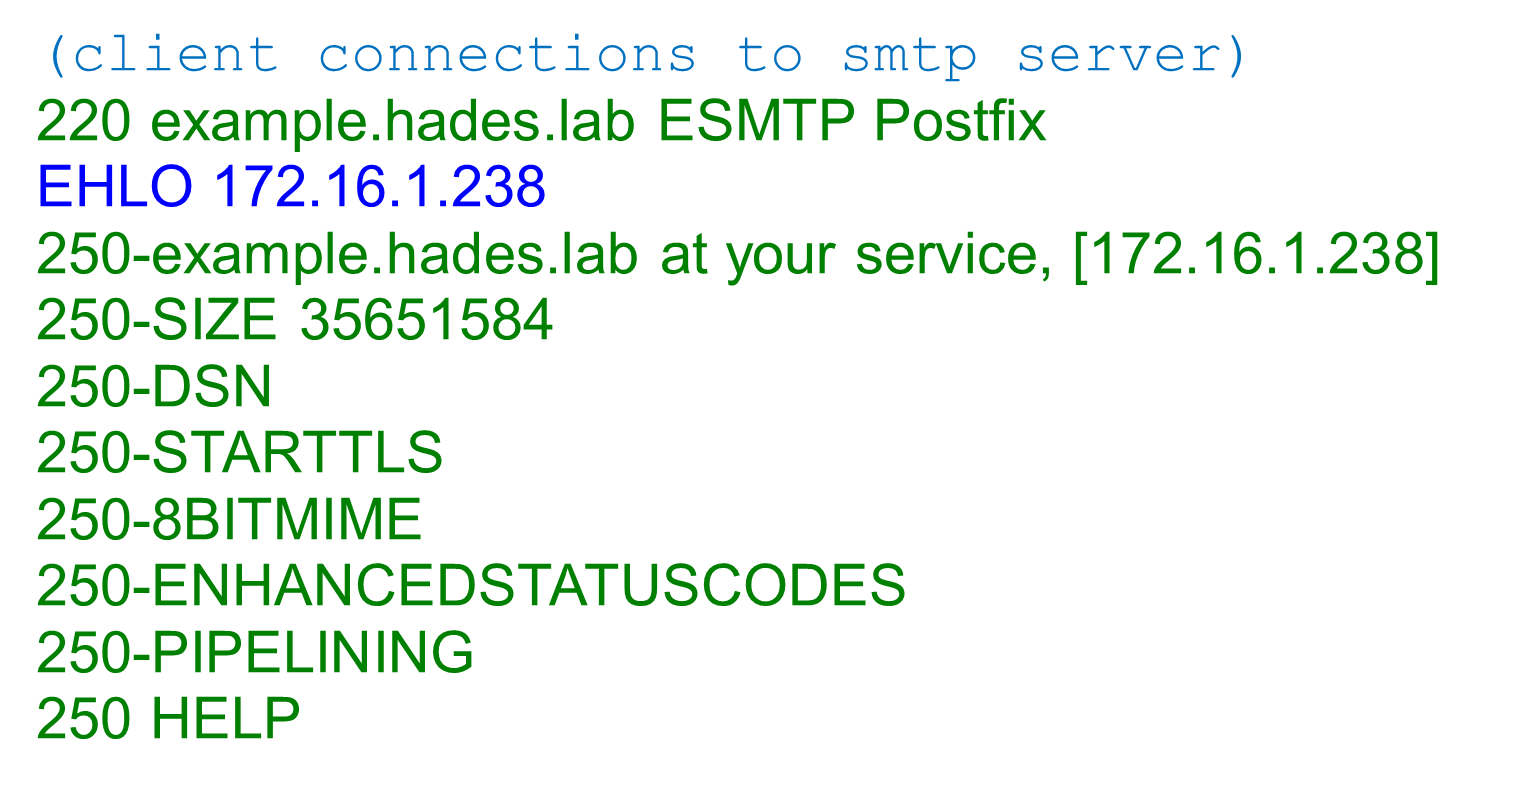 (client connections to smtp server)
220 example.hades.lab ESMTP Postfix
EHLO 172.16.1.238
250-example.hades.lab at your service, [172.16.1.238]
250-SIZE 35651584
250-DSN
250-STARTTLS
250-8BITMIME
250-ENHANCEDSTATUSCODES
250-PIPELINING
250 HELP